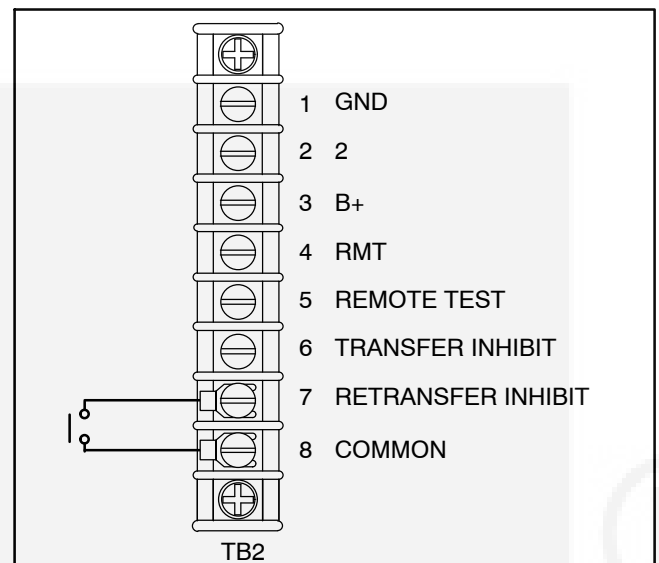 1 GND
2 2
3 B+
4 RMT
5 REMOTE TEST
6 TRANSFER INHIBIT
7 RETRANSFER INHIBIT
8 COMMON
TB2